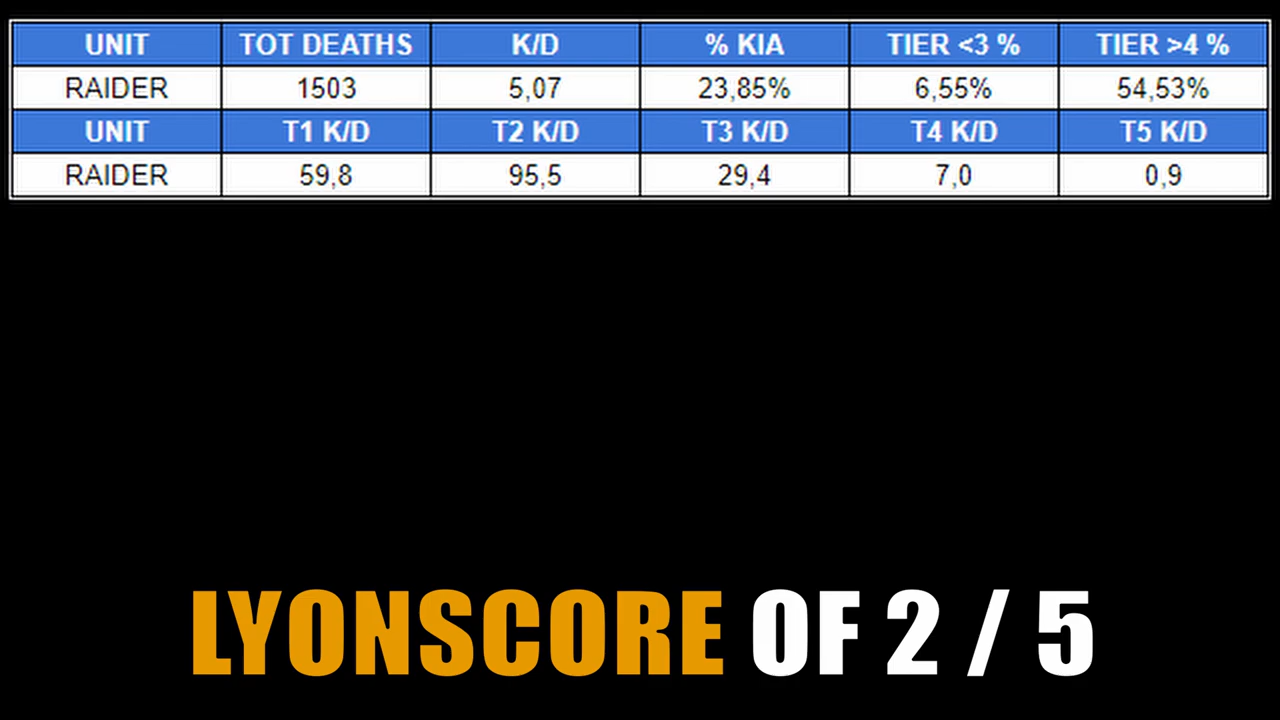 UNIT TOT DEATHS K/D % KIA TIER <3 % TIER >4 %
RAIDER 1503 5,07 23,85% 6,55% 54,53%
UNIT T1 K/D T2 K/D T3 K/D T4 K/D T5 K/D
RAIDER 59,8 95,5 29,4 7,0 0,9
LYONSCORE OF 2 / 5